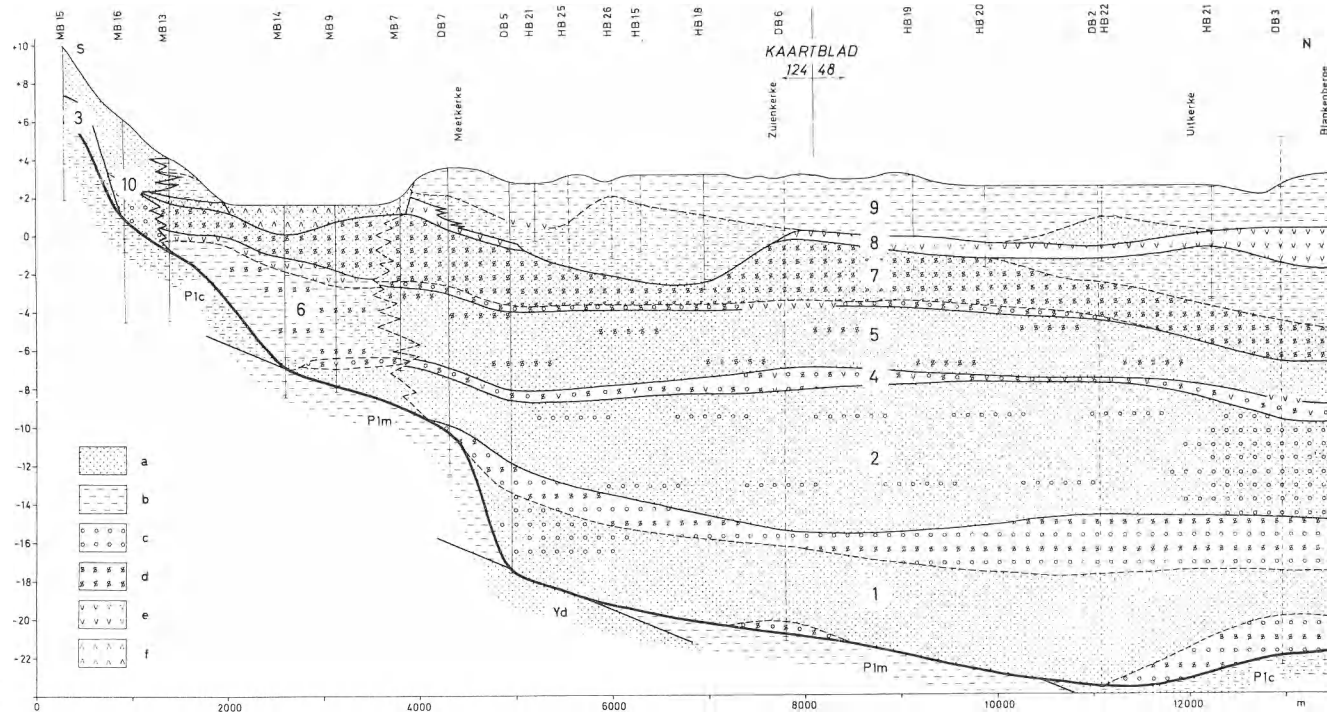 MB 15
MB 16
MB 13
MB 14
MB 9
MB 7
DB 7
DB 5
HB 21
HB 25
HB 26
HB 15
HB 18
DB 6
HB 19
HB 20
DB 2
HB 22
HB 21
DB 3
S
N
KAARTBLAD
124 48
Meetkerke
Zuienkerke
Uitkerke
Blankenberge
+10
+8
+6
+4
+2
0
-2
-4
-6
-8
-10
-12
-14
-16
-18
-20
-22
3
10
9
8
7
6
5
4
2
1
P1c
P1m
Yd
P1m
P1c
a
b
c
d
e
f
0 2000 4000 6000 8000 10000 12000 m